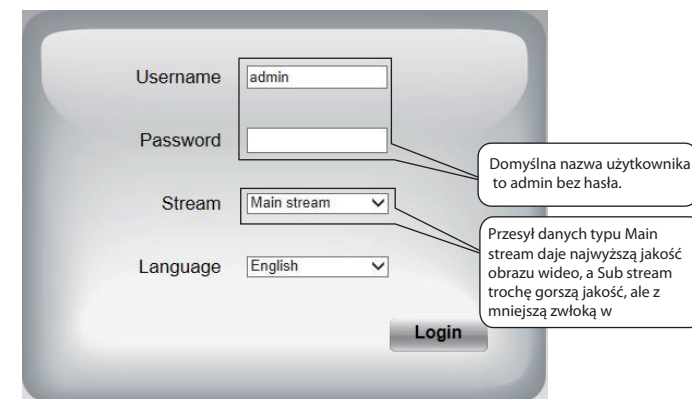 Username admin
Password
Domyślna nazwa użytkownika
to admin bez hasła.
Stream Main stream
Przesył danych typu Main
stream daje najwyższą jakość
obrazu wideo, a Sub stream
trochę gorszą jakość, ale z
mniejszą zwłoką w
Language English
Login